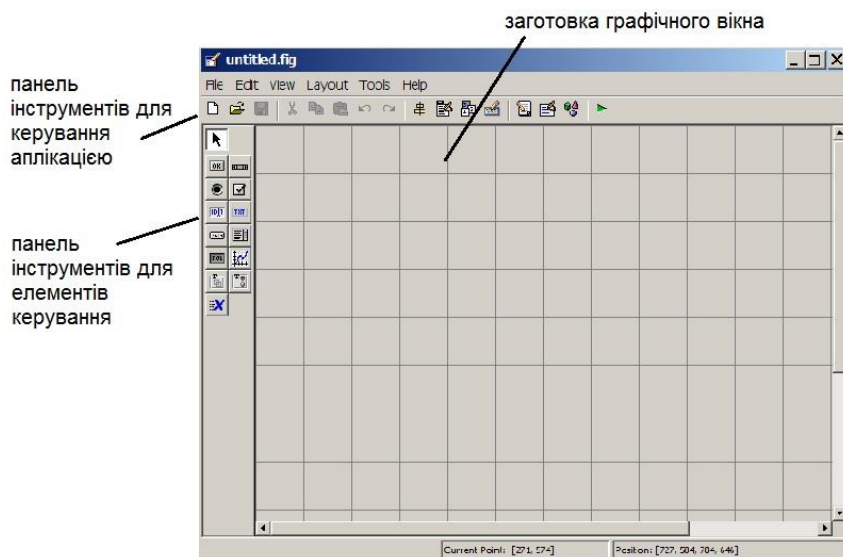 заготовка графічного вікна
untitled.fig
File Edit View Layout Tools Help
панель
інструментів для
керування
аплікацією
OK
TXT
TGL
X
панель
інструментів для
елементів
керування
Current Point: [271, 574]
Position: [727, 504, 704, 646]